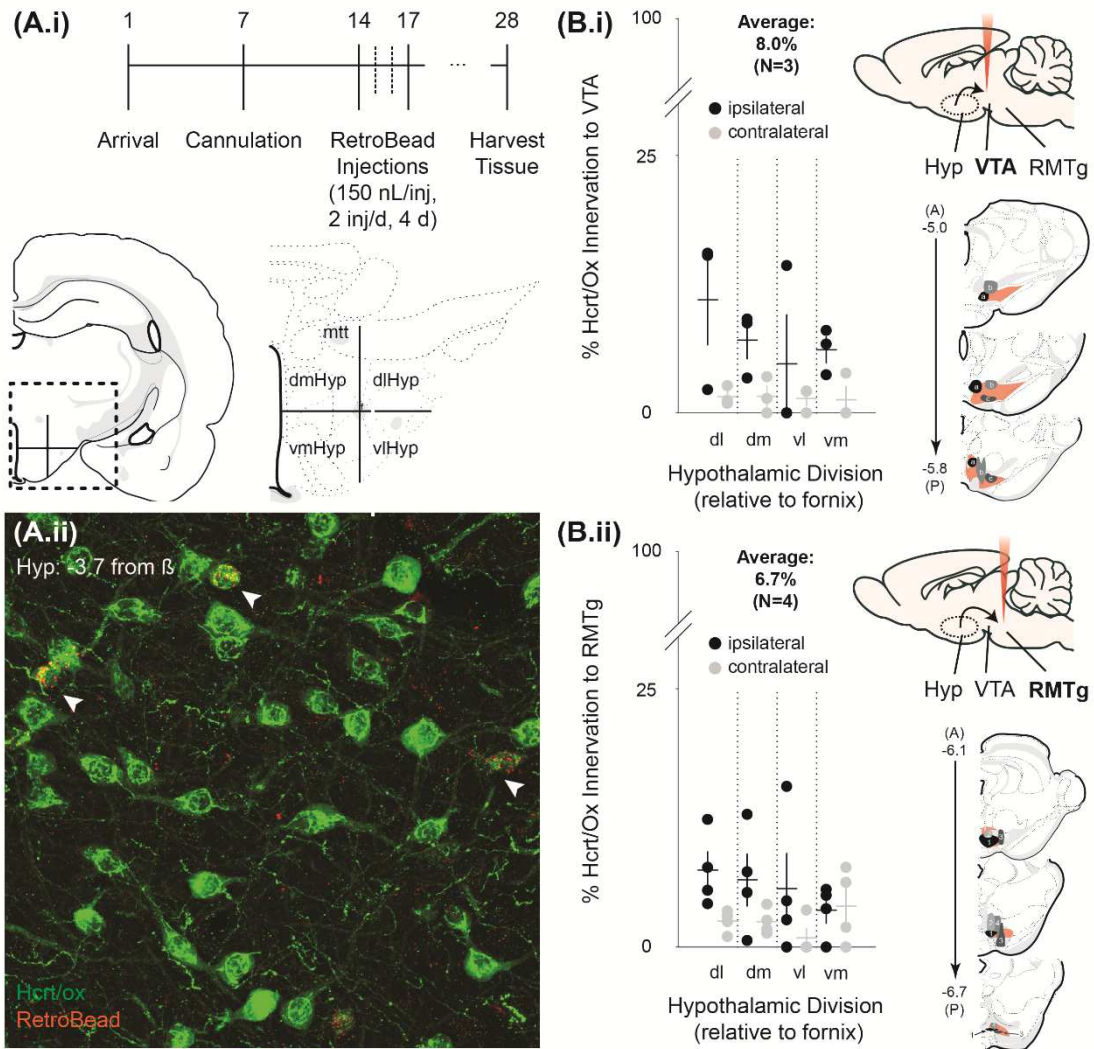 (A.i)
1 7 14 17 28
...
Arrival Cannulation RetroBead Harvest
Injections Tissue
(150 nL/inj,
2 inj/d, 4 d)
mtt
dmHyp dlHyp
f
vmHyp vlHyp
(A.ii)
Hyp: -3.7 from ß
Hcrt/ox
RetroBead
(B.i)
% Hcrt/Ox Innervation to VTA
100
25
0
Average:
8.0%
(N=3)
ipsilateral
contralateral
dl dm vl vm
Hypothalamic Division
(relative to fornix)
Hyp VTA RMTg
(A)
-5.0
b
a
a b
c
a
b
c
-5.8
(P)
(B.ii)
% Hcrt/Ox Innervation to RMTg
100
25
0
Average:
6.7%
(N=4)
ipsilateral
contralateral
dl dm vl vm
Hypothalamic Division
(relative to fornix)
Hyp VTA RMTg
(A)
-6.1
1
1
-6.7
(P)
1 3